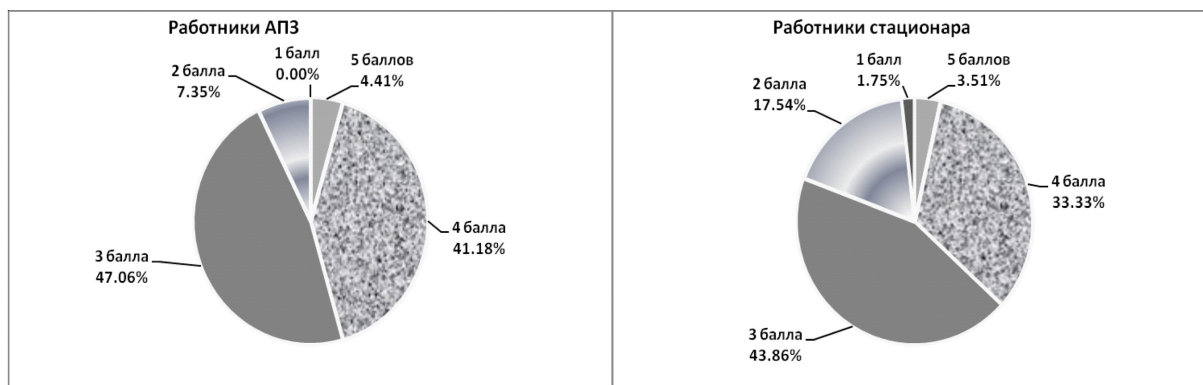 Работники АПЗ
1 балл
0.00%
5 баллов
4.41%
2 балла
7.35%
4 балла
41.18%
3 балла
47.06%
Работники стационара
1 балл
1.75%
5 баллов
3.51%
2 балла
17.54%
4 балла
33.33%
3 балла
43.86%